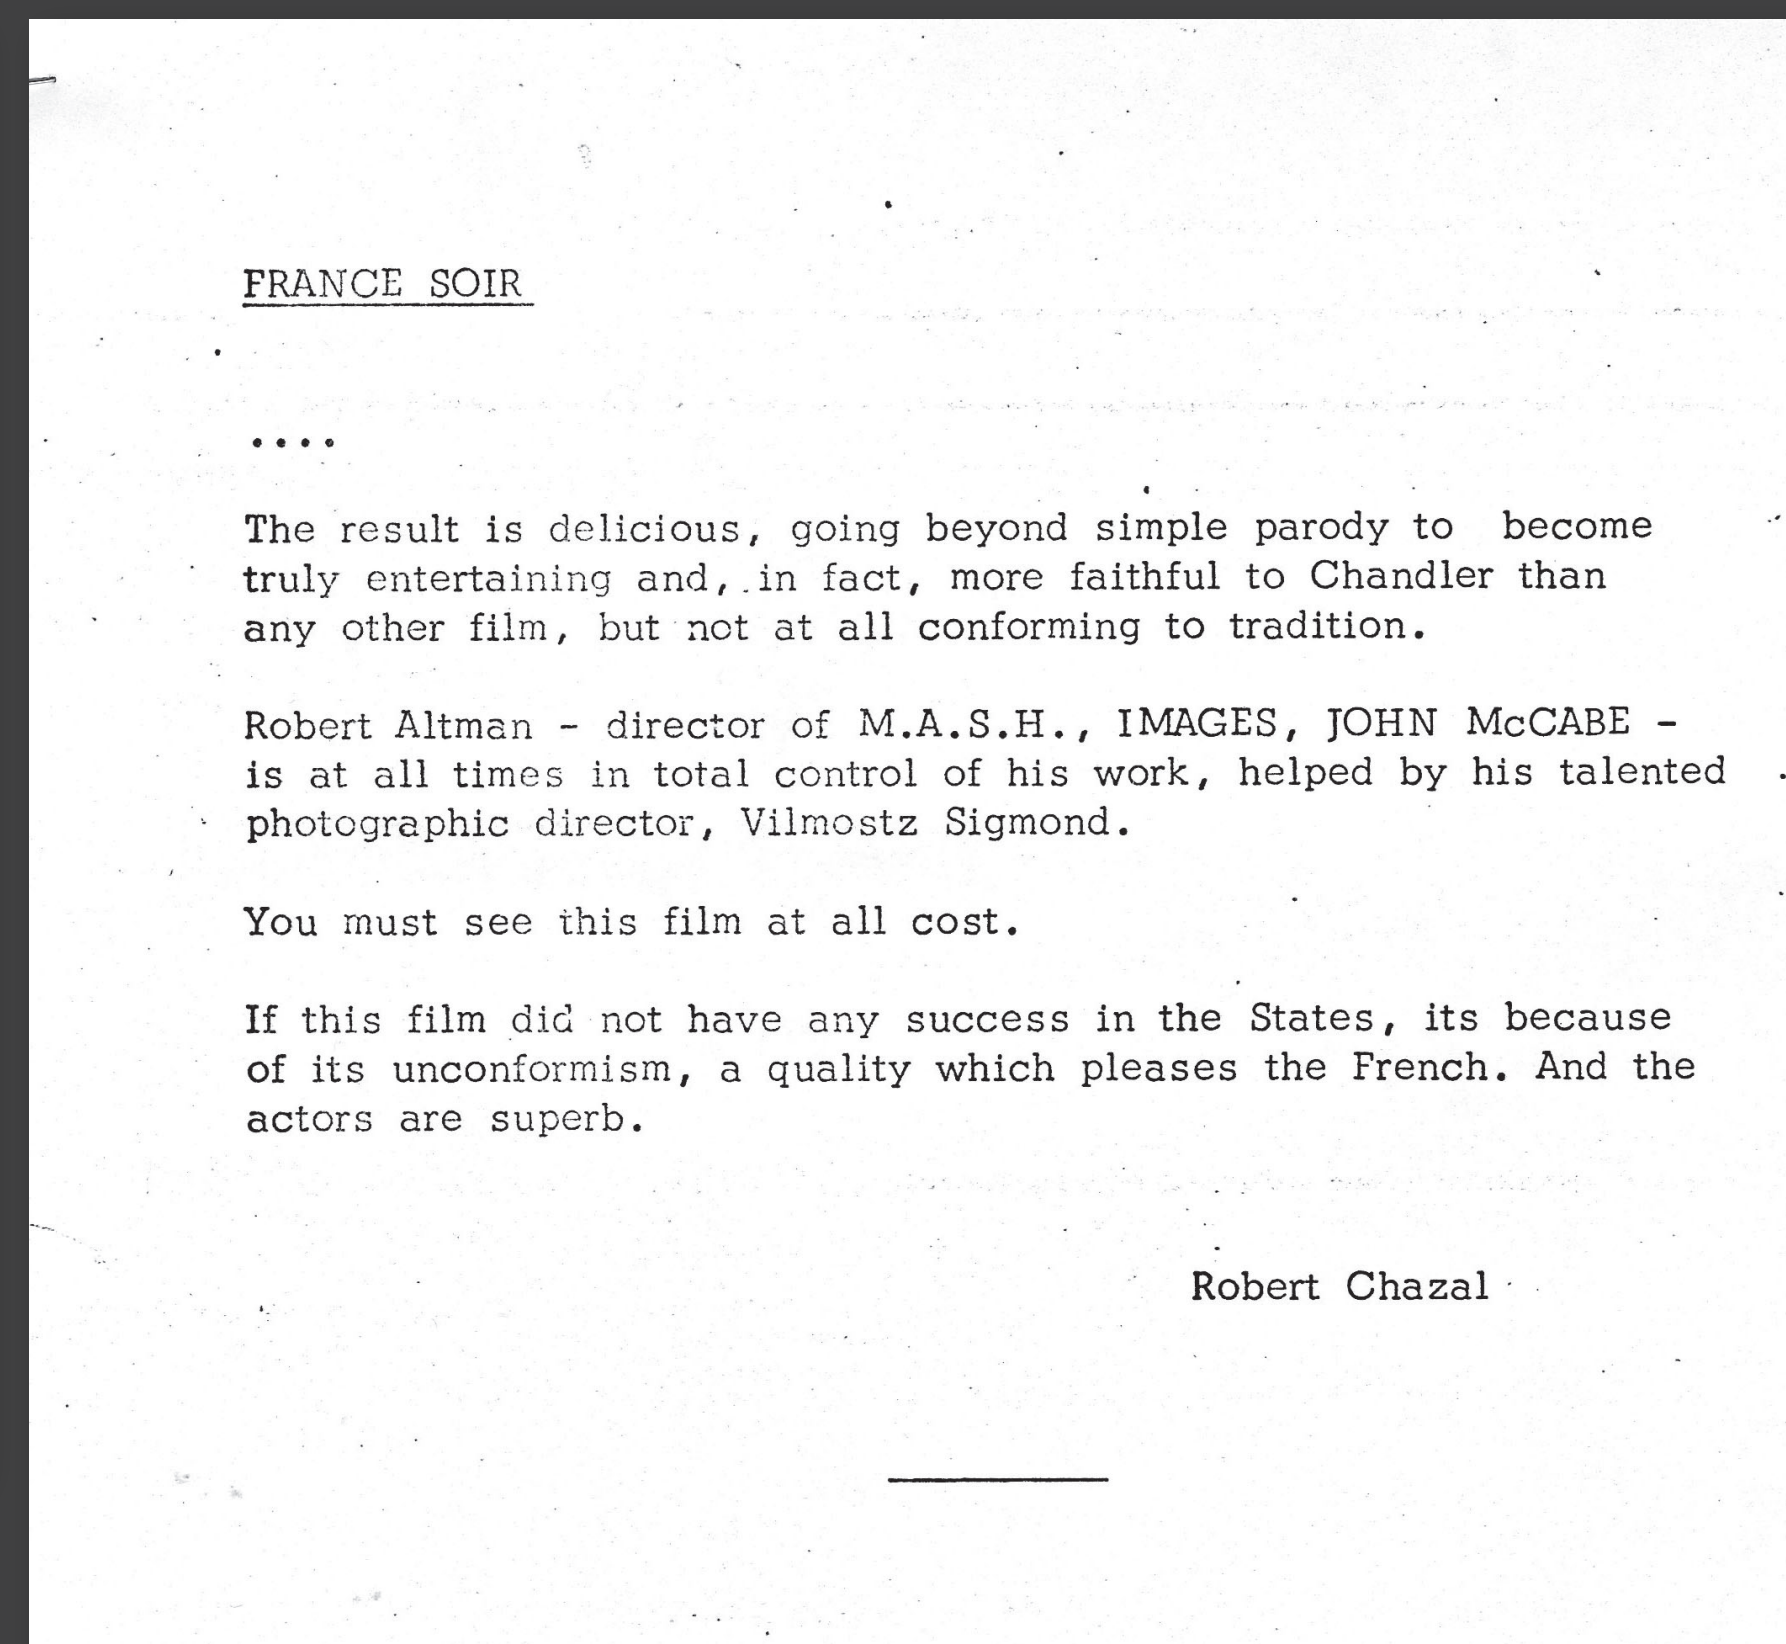 FRANCE SOIR
....
The result is delicious, going beyond simple parody to become
truly entertaining and, in fact, more faithful to Chandler than
any other film, but not at all conforming to tradition.
Robert Altman - director of M.A.S.H., IMAGES, JOHN McCABE -
is at all times in total control of his work, helped by his talented
photographic director, Vilmostz Sigmond.
You must see this film at all cost.
If this film did not have any success in the States, its because
of its unconformism, a quality which pleases the French. And the
actors are superb.
Robert Chazal